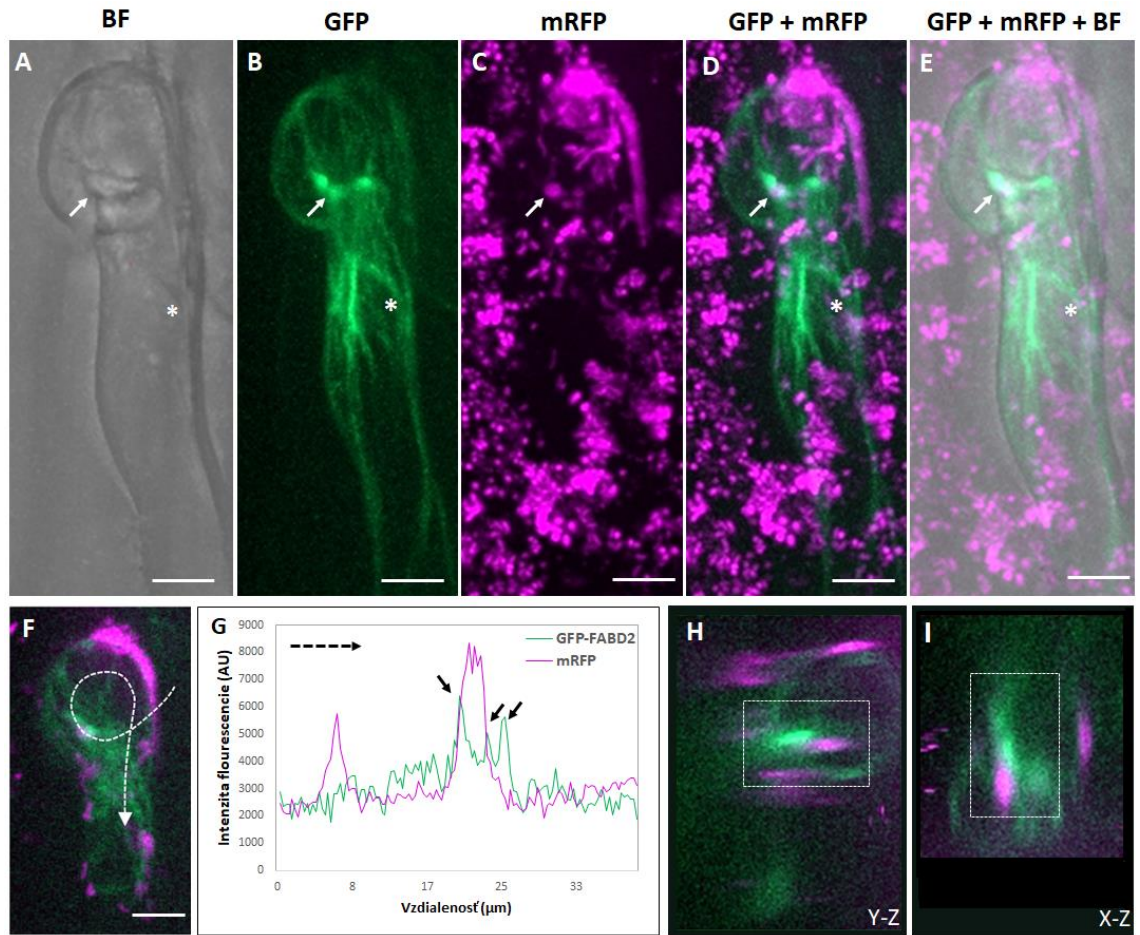 BF GFP mRFP GFP + mRFP GFP + mRFP + BF
A B C D E
* * * *
F G H I
9000
8000
7000
6000
5000
4000
3000
2000
1000
0
Intenzita flourescencie (AU)
GFP-FABD2
mRFP
0 8 17 25 33
Vzdialenosť (µm)
Y-Z X-Z